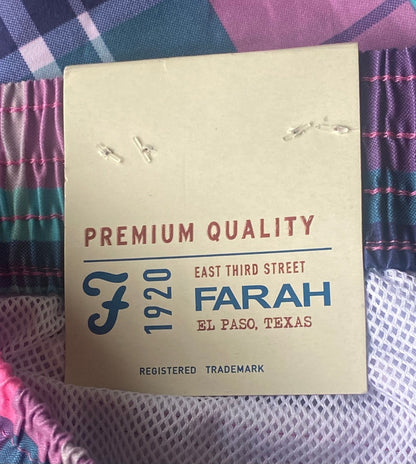 PREMIUM QUALITY
F
1920
EAST THIRD STREET
FARAH
EL PASO, TEXAS
REGISTERED TRADEMARK